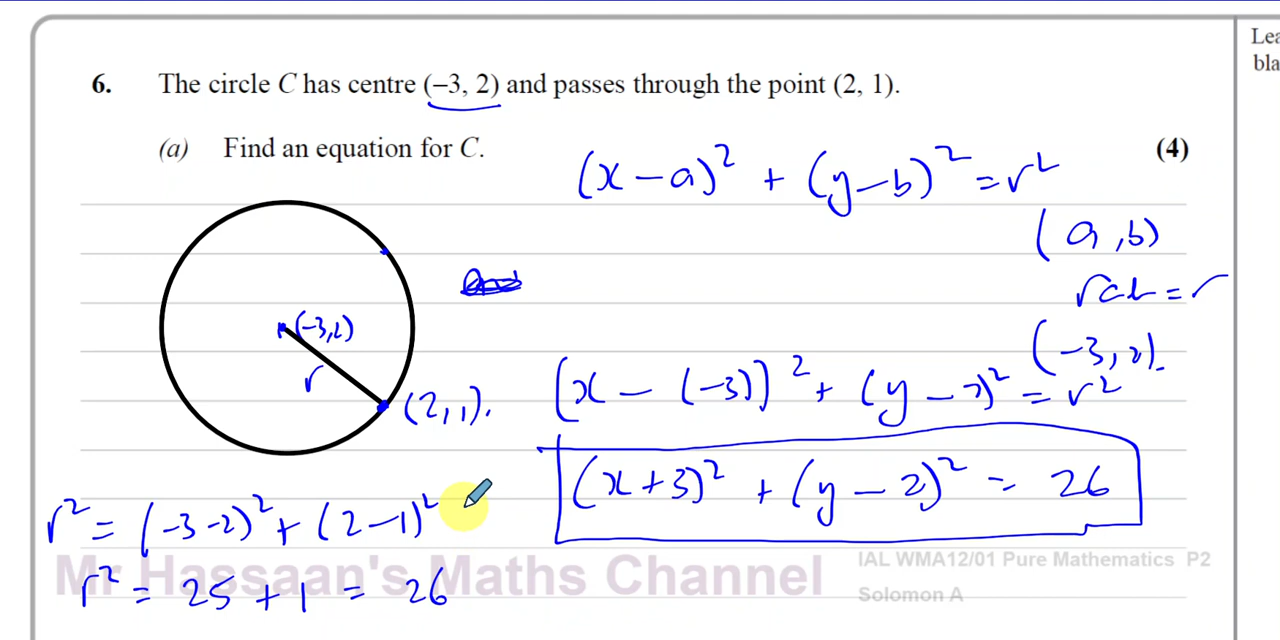 6. The circle C has centre (–3, 2) and passes through the point (2, 1).
Lea
bla
(a) Find an equation for C.
(4)
(x – a)² + (y – b)² = r²
(a, b)
rad = r
(-3, 2).
(-3, 2)
r
(2, 1).
(x – (-3))² + (y – 2)² = r²
(x + 3)² + (y – 2)² = 26
r² = (-3 -2)² + (2 – 1)²
r² = 25 + 1 = 26
Mr Hassaan's Maths Channel
IAL WMA12/01 Pure Mathematics P2
Solomon A